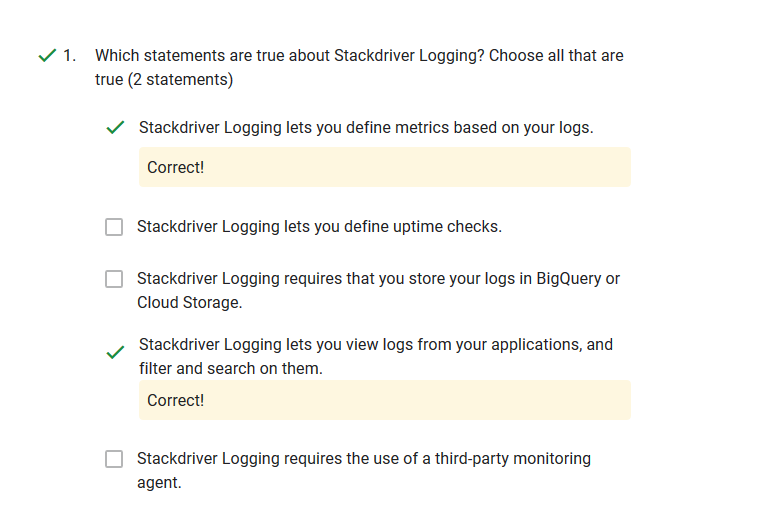 1. Which statements are true about Stackdriver Logging? Choose all that are
true (2 statements)
Stackdriver Logging lets you define metrics based on your logs.
Correct!
Stackdriver Logging lets you define uptime checks.
Stackdriver Logging requires that you store your logs in BigQuery or
Cloud Storage.
Stackdriver Logging lets you view logs from your applications, and
filter and search on them.
Correct!
Stackdriver Logging requires the use of a third-party monitoring
agent.